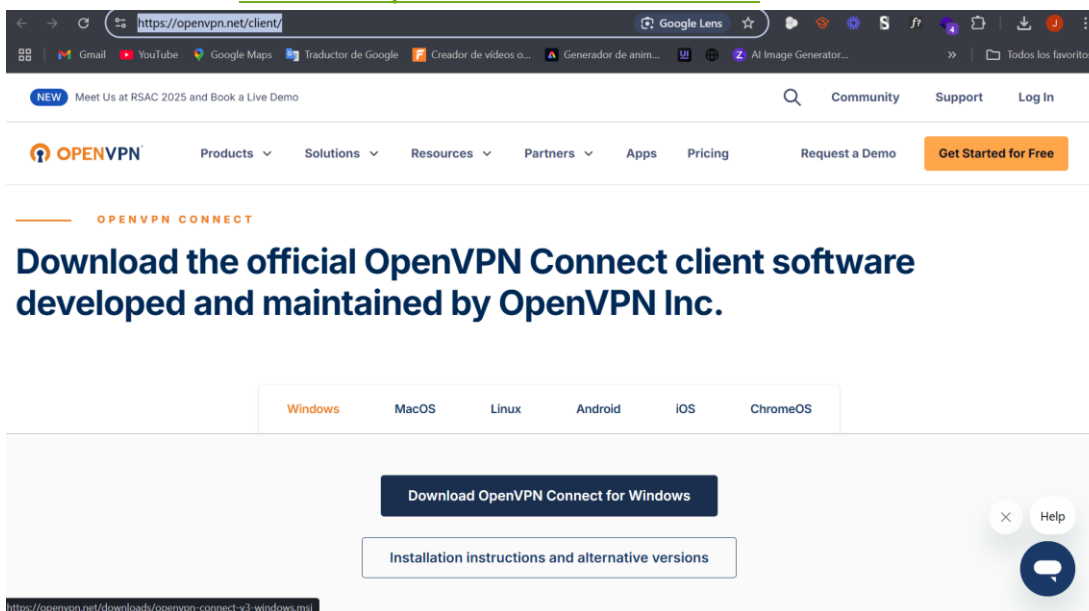 https://openvpn.net/client/
Google Lens
4
J
Gmail
YouTube
Google Maps
Traductor de Google
Creador de vídeos o...
Generador de anim...
UI
Z
AI Image Generator...
»
Todos los favorito
NEW Meet Us at RSAC 2025 and Book a Live Demo
Community
Support
Log In
OPENVPN
Products
Solutions
Resources
Partners
Apps
Pricing
Request a Demo
Get Started for Free
OPENVPN CONNECT
Download the official OpenVPN Connect client software
developed and maintained by OpenVPN Inc.
Windows
MacOS
Linux
Android
iOS
ChromeOS
Download OpenVPN Connect for Windows
Help
Installation instructions and alternative versions
https://openvpn.net/downloads/openvpn-connect-v3-windows.msi